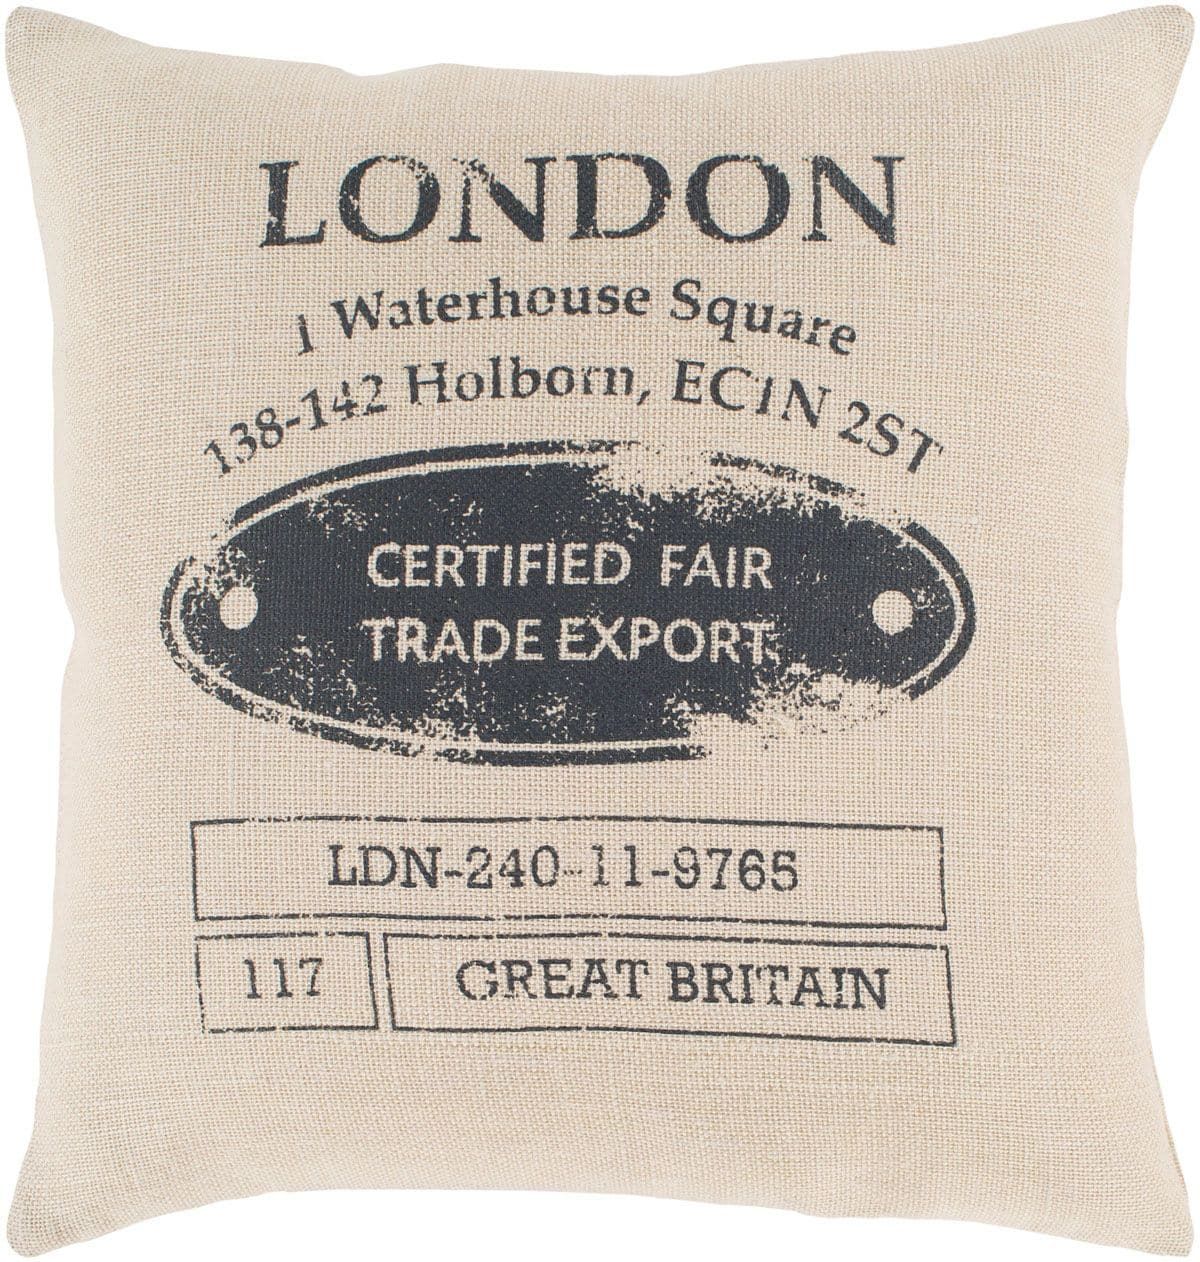 LONDON
1 Waterhouse Square
138-142 Holborn, EC1N 2ST
CERTIFIED FAIR
TRADE EXPORT
LDN-240-11-9765
117
GREAT BRITAIN